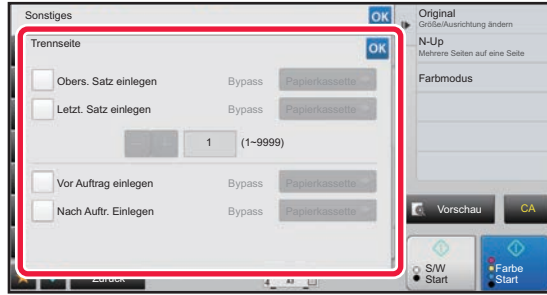 Sonstiges
OK
Trennseite
OK
Obers. Satz einlegen
Bypass
Papierkassette
Letzt. Satz einlegen
Bypass
Papierkassette
1
(1~9999)
Vor Auftrag einlegen
Bypass
Papierkassette
Nach Auftr. Einlegen
Bypass
Papierkassette
Zurück
A3
Original
Größe/Ausrichtung ändern
N-Up
Mehrere Seiten auf eine Seite
Farbmodus
Vorschau
CA
S/W
Start
Farbe
Start